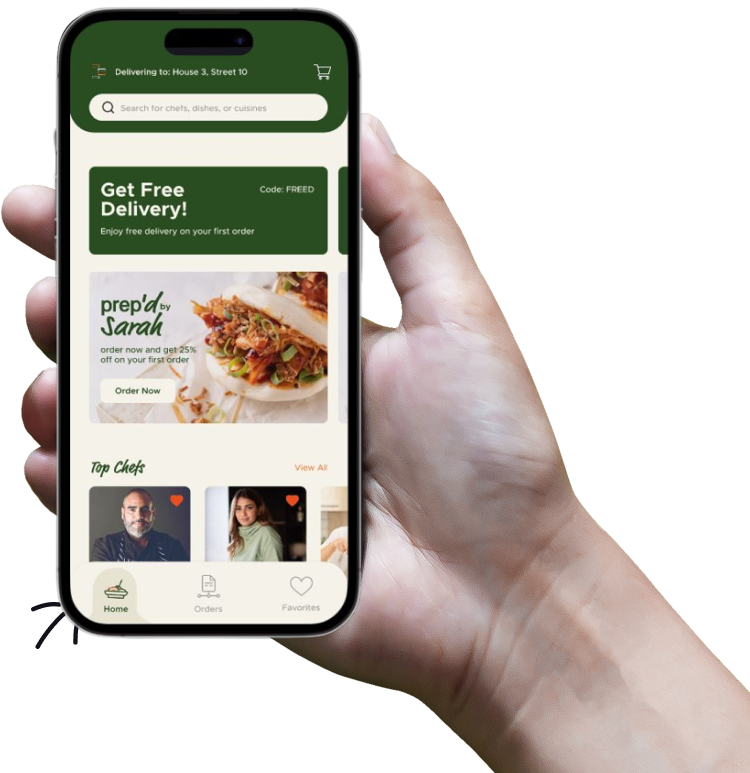 Delivering to: House 3, Street 10
Search for chefs, dishes, or cuisines
Get Free
Delivery!
Code: FREED
Enjoy free delivery on your first order
prep'd by
Sarah
order now and get 25%
off on your first order
Order Now
Top Chefs
View All
Home
Orders
Favorites